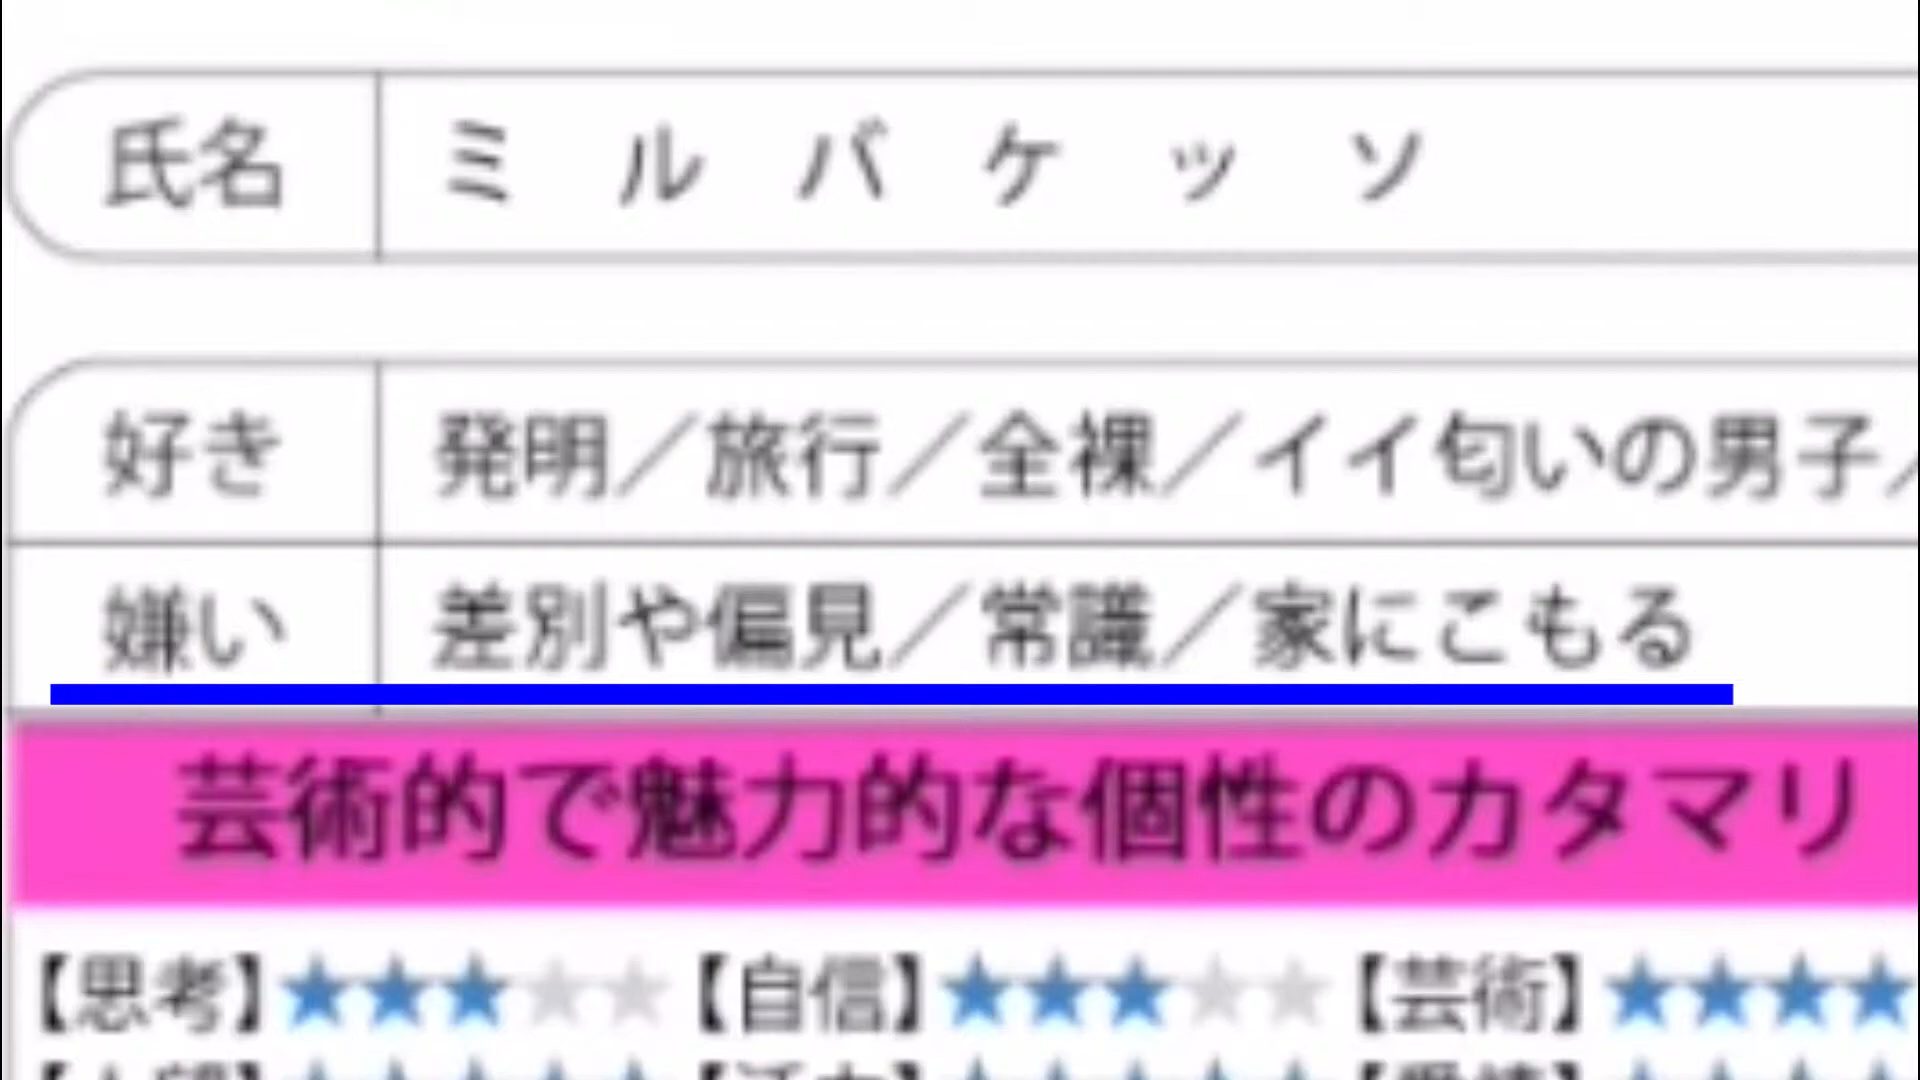 氏名 ミルバケッソ
好き 発明／旅行／全裸／イイ匂いの男子／
嫌い 差別や偏見／常識／家にこもる
芸術的で魅力的な個性のカタマリ
【思考】★★★★★【自信】★★★★★【芸術】★★★★